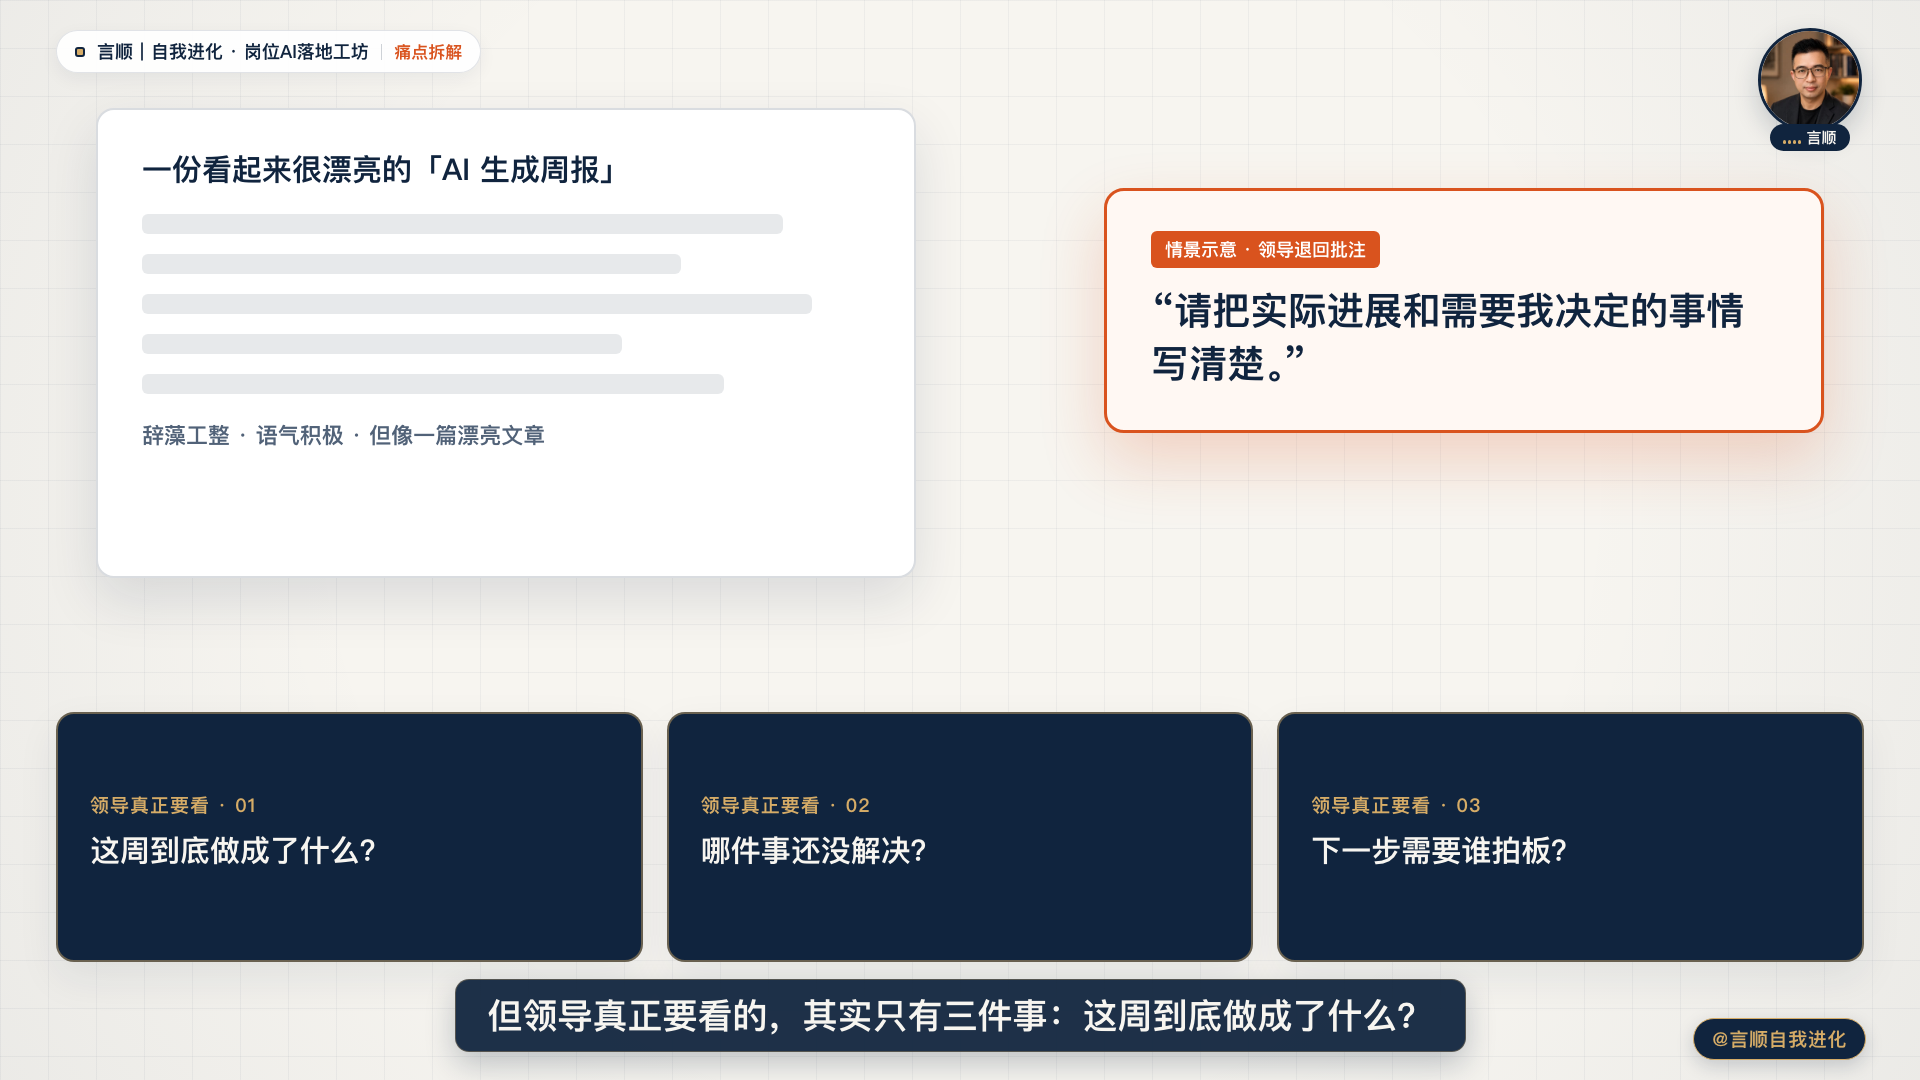 言顺 | 自我进化 · 岗位AI落地工坊 痛点拆解
言顺
一份看起来很漂亮的「AI 生成周报」
辞藻工整 · 语气积极 · 但像一篇漂亮文章
情景示意 · 领导退回批注
“请把实际进展和需要我决定的事情
写清楚。”
领导真正要看 · 01
这周到底做成了什么?
领导真正要看 · 02
哪件事还没解决?
领导真正要看 · 03
下一步需要谁拍板?
但领导真正要看的，其实只有三件事：这周到底做成了什么?
@言顺自我进化